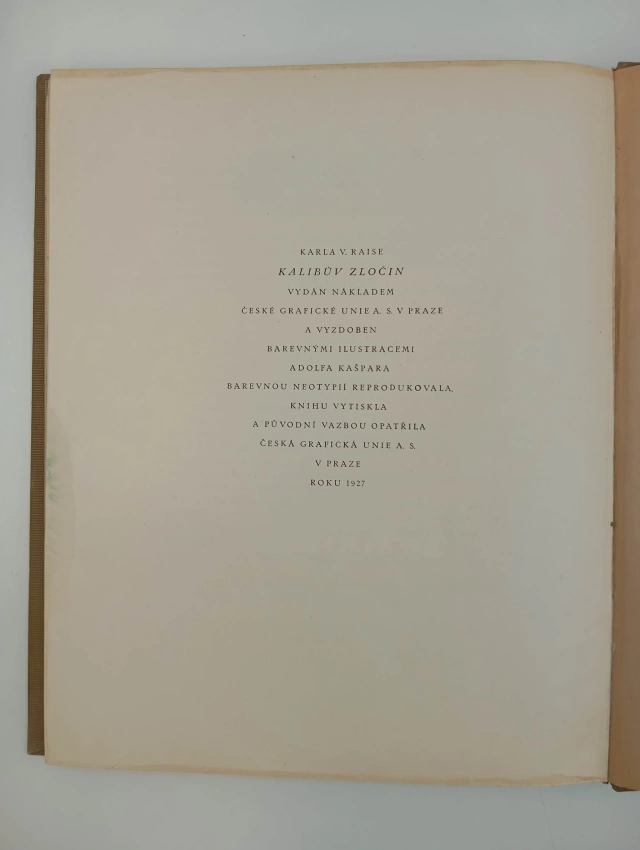 KARLA V. RAISE
KALIBŮV ZLOČIN
VYDÁN NÁKLADEM
ČESKÉ GRAFICKÉ UNIE A. S. V PRAZE
A VYZDOBEN
BAREVNÝMI ILUSTRACEMI
ADOLFA KAŠPARA
BAREVNOU NEOTYPIÍ REPRODUKOVALA,
KNIHU VYTISKLA
A PŮVODNÍ VAZBOU OPATŘILA
ČESKÁ GRAFICKÁ UNIE A. S.
V PRAZE
ROKU 1927